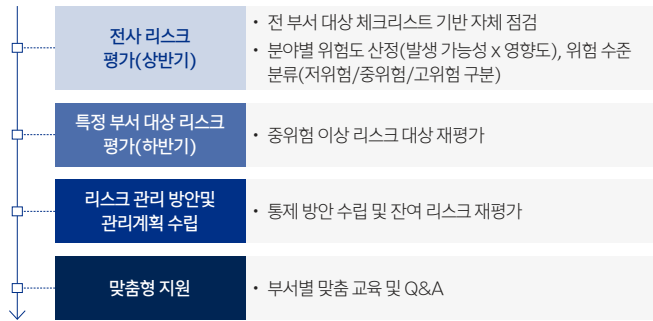 전사 리스크
평가(상반기)
• 전 부서 대상 체크리스트 기반 자체 점검
• 분야별 위험도 산정(발생 가능성 x 영향도), 위험 수준
분류(저위험/중위험/고위험 구분)
특정 부서 대상 리스크
평가(하반기)
• 중위험 이상 리스크 대상 재평가
리스크 관리 방안및
관리계획 수립
• 통제 방안 수립 및 잔여 리스크 재평가
맞춤형 지원
• 부서별 맞춤 교육 및 Q&A